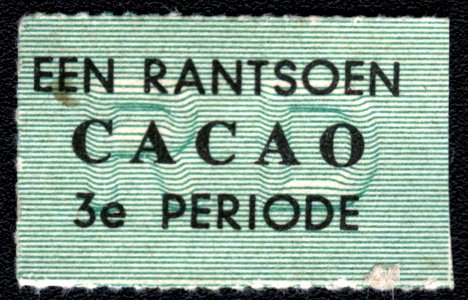 EEN RANTSOEN
CACAO
3e PERIODE